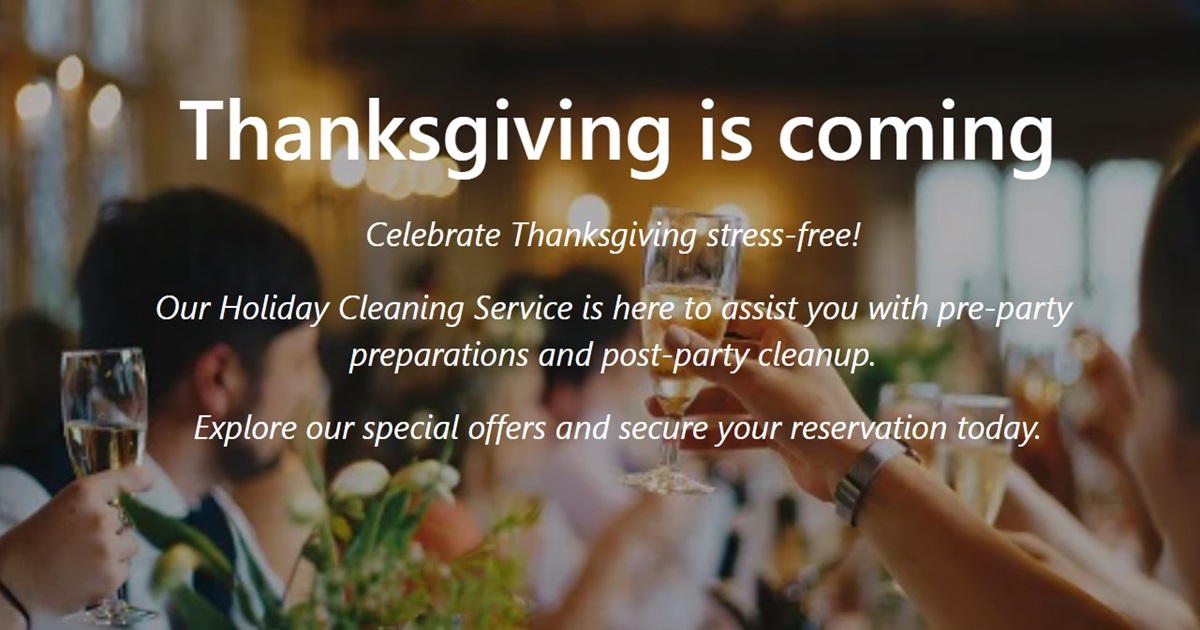 Thanksgiving is coming
Celebrate Thanksgiving stress-free!
Our Holiday Cleaning Service is here to assist you with pre-party
preparations and post-party cleanup.
Explore our special offers and secure your reservation today.